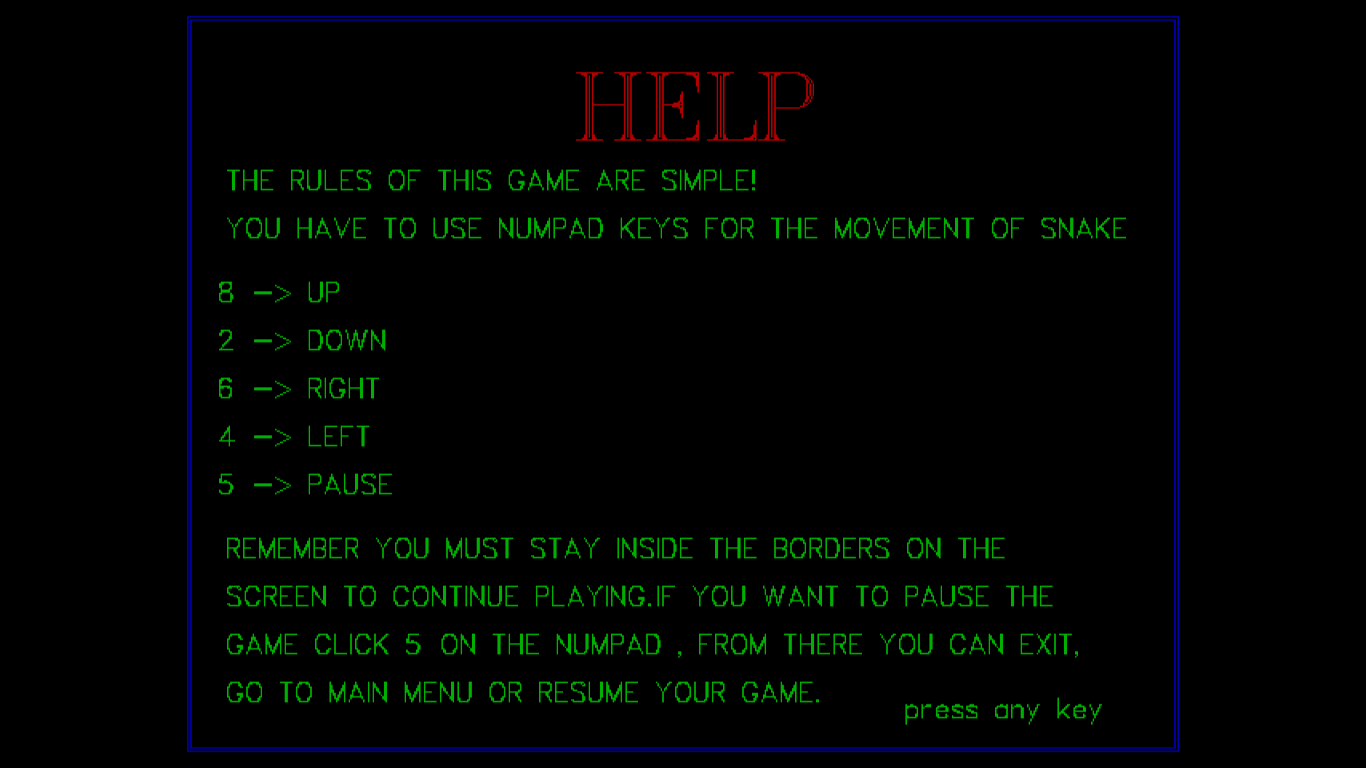 HELP
THE RULES OF THIS GAME ARE SIMPLE!
YOU HAVE TO USE NUMPAD KEYS FOR THE MOVEMENT OF SNAKE
8 —> UP
2 —> DOWN
6 —> RIGHT
4 —> LEFT
5 —> PAUSE
REMEMBER YOU MUST STAY INSIDE THE BORDERS ON THE
SCREEN TO CONTINUE PLAYING.IF YOU WANT TO PAUSE THE
GAME CLICK 5 ON THE NUMPAD , FROM THERE YOU CAN EXIT,
GO TO MAIN MENU OR RESUME YOUR GAME.
press any key